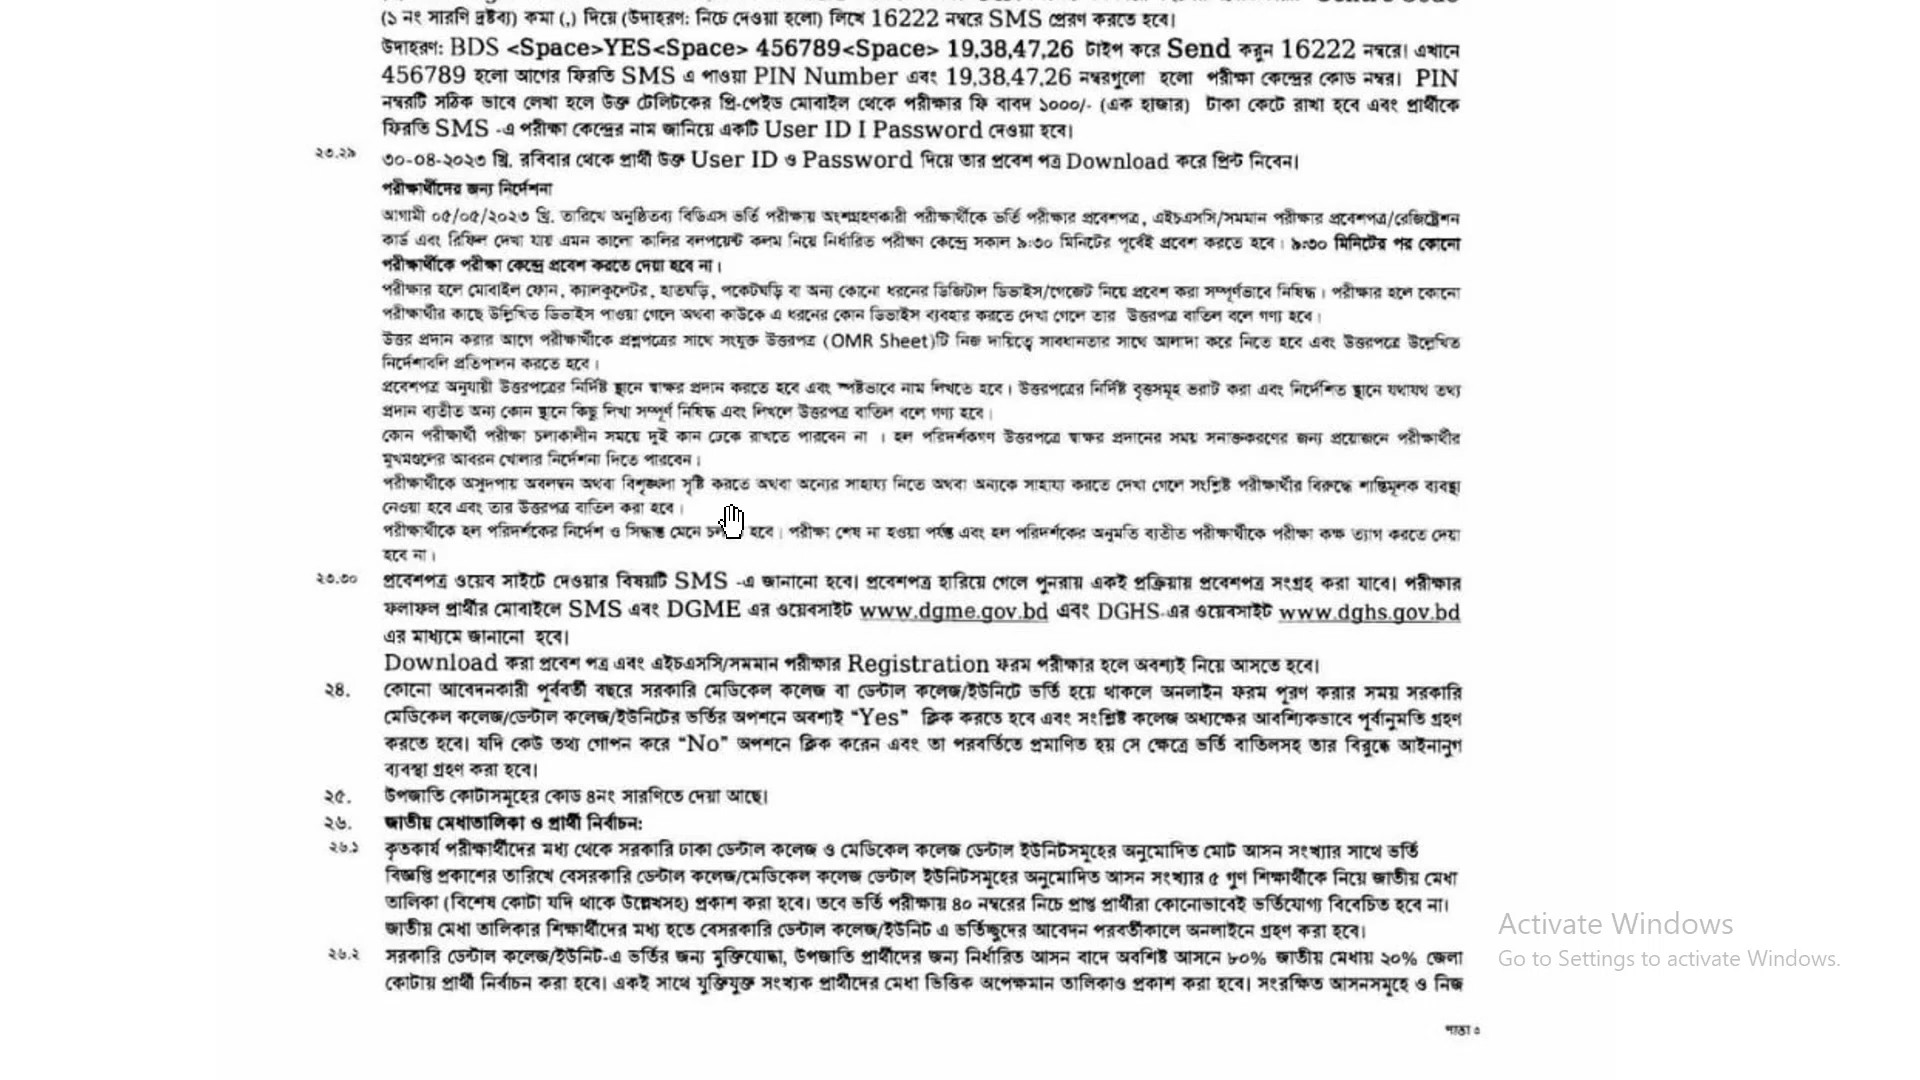 (১ নং সারণি দ্রষ্টব্য) কমা (,) দিয়ে (উদাহরণ: নিচে দেওয়া হলো) লিখে 16222 নম্বরে SMS প্রেরণ করতে হবে।
উদাহরণ: BDS <Space>YES<Space> 456789<Space> 19,38,47,26 টাইপ করে Send করুন 16222 নম্বরে। এখানে
456789 হলো আগের ফিরতি SMS এ পাওয়া PIN Number এবং 19,38,47,26 নম্বরগুলো হলো পরীক্ষা কেন্দ্রের কোড নম্বর। PIN
নম্বরটি সঠিক ভাবে লেখা হলে উক্ত টেলিটকের প্রি-পেইড মোবাইল থেকে পরীক্ষার ফি বাবদ ১০০০/- (এক হাজার) টাকা কেটে রাখা হবে এবং প্রার্থীকে
ফিরতি SMS -এ পরীক্ষা কেন্দ্রের নাম জানিয়ে একটি User ID I Password দেওয়া হবে।
২৩.২৯ ৩০-০৪-২০২৩ খ্রি. রবিবার থেকে প্রার্থী উক্ত User ID ও Password দিয়ে তার প্রবেশ পত্র Download করে প্রিন্ট নিবেন।
পরীক্ষার্থীদের জন্য নির্দেশনা
আগামী ০৫/০৫/২০২৩ খ্রি. তারিখে অনুষ্ঠিতব্য বিডিএস ভর্তি পরীক্ষায় অংশগ্রহণকারী পরীক্ষার্থীকে ভর্তি পরীক্ষার প্রবেশপত্র, এইচএসসি/সমমান পরীক্ষার প্রবেশপত্র/রেজিষ্ট্রেশন
কার্ড এবং রিফিল দেখা যায় এমন কালো কালির বলপয়েন্ট কলম নিয়ে নির্ধারিত পরীক্ষা কেন্দ্রে সকাল ৯:৩০ মিনিটের পূর্বেই প্রবেশ করতে হবে। ৯:৩০ মিনিটের পর কোনো
পরীক্ষার্থীকে পরীক্ষা কেন্দ্রে প্রবেশ করতে দেয়া হবে না।
পরীক্ষার হলে মোবাইল ফোন, ক্যালকুলেটর, হাতঘড়ি, পকেটঘড়ি বা অন্য কোনো ধরনের ডিজিটাল ডিভাইস/গেজেট নিয়ে প্রবেশ করা সম্পূর্ণভাবে নিষিদ্ধ। পরীক্ষার হলে কোনো
পরীক্ষার্থীর কাছে উল্লিখিত ডিভাইস পাওয়া গেলে অথবা কাউকে এ ধরনের কোন ডিভাইস ব্যবহার করতে দেখা গেলে তার উত্তরপত্র বাতিল বলে গণ্য হবে।
উত্তর প্রদান করার আগে পরীক্ষার্থীকে প্রশ্নপত্রের সাথে সংযুক্ত উত্তরপত্র (OMR Sheet)টি নিজ দায়িত্বে সাবধানতার সাথে আলাদা করে নিতে হবে এবং উত্তরপত্রে উল্লেখিত
নির্দেশাবলি প্রতিপালন করতে হবে।
প্রবেশপত্র অনুযায়ী উত্তরপত্রের নির্দিষ্ট স্থানে স্বাক্ষর প্রদান করতে হবে এবং স্পষ্টভাবে নাম লিখতে হবে। উত্তরপত্রের নির্দিষ্ট বৃত্তসমূহ ভরাট করা এবং নির্দেশিত স্থানে যথাযথ তথ্য
প্রদান ব্যতীত অন্য কোন স্থানে কিছু লিখা সম্পূর্ণ নিষিদ্ধ এবং লিখলে উত্তরপত্র বাতিল বলে গণ্য হবে।
কোন পরীক্ষার্থী পরীক্ষা চলাকালীন সময়ে দুই কান ঢেকে রাখতে পারবেন না । হল পরিদর্শকগণ উত্তরপত্রে স্বাক্ষর প্রদানের সময় সনাক্তকরণের জন্য প্রয়োজনে পরীক্ষার্থীর
মুখমণ্ডলের আবরন খোলার নির্দেশনা দিতে পারবেন।
পরীক্ষার্থীকে অসুদপায় অবলম্বন অথবা বিশৃঙ্খলা সৃষ্টি করতে অথবা অন্যের সাহায্য নিতে অথবা অন্যকে সাহায্য করতে দেখা গেলে সংশ্লিষ্ট পরীক্ষার্থীর বিরুদ্ধে শাস্তিমূলক ব্যবস্থা
নেওয়া হবে এবং তার উত্তরপত্র বাতিল করা হবে।
পরীক্ষার্থীকে হল পরিদর্শকের নির্দেশ ও সিদ্ধান্ত মেনে হবে। পরীক্ষা শেষ না হওয়া পর্যন্ত এবং হল পরিদর্শকের অনুমতি ব্যতীত পরীক্ষার্থীকে পরীক্ষা কক্ষ ত্যাগ করতে দেয়া
হবে না।
২৩.৩০ প্রবেশপত্র ওয়েব সাইটে দেওয়ার বিষয়টি SMS -এ জানানো হবে। প্রবেশপত্র হারিয়ে গেলে পুনরায় একই প্রক্রিয়ায় প্রবেশপত্র সংগ্রহ করা যাবে। পরীক্ষার
ফলাফল প্রার্থীর মোবাইলে SMS এবং DGME এর ওয়েবসাইট www.dgme.gov.bd এবং DGHS-এর ওয়েবসাইট www.dghs.gov.bd
এর মাধ্যমে জানানো হবে।
Download করা প্রবেশ পত্র এবং এইচএসসি/সমমান পরীক্ষার Registration ফরম পরীক্ষার হলে অবশ্যই নিয়ে আসতে হবে।
২৪. কোনো আবেদনকারী পূর্ববর্তী বছরে সরকারি মেডিকেল কলেজ বা ডেন্টাল কলেজ/ইউনিটে ভর্তি হয়ে থাকলে অনলাইন ফরম পূরণ করার সময় সরকারি
মেডিকেল কলেজ/ডেন্টাল কলেজ/ইউনিটের ভর্তির অপশনে অবশ্যই “Yes” ক্লিক করতে হবে এবং সংশ্লিষ্ট কলেজ অধ্যক্ষের আবশ্যিকভাবে পূর্বানুমতি গ্রহণ
করতে হবে। যদি কেউ তথ্য গোপন করে “No” অপশনে ক্লিক করেন এবং তা পরবর্তিতে প্রমাণিত হয় সে ক্ষেত্রে ভর্তি বাতিলসহ তার বিরুদ্ধে আইনানুগ
ব্যবস্থা গ্রহণ করা হবে।
২৫. উপজাতি কোটাসমূহের কোড ৪নং সারণিতে দেয়া আছে।
২৬. জাতীয় মেধাতালিকা ও প্রার্থী নির্বাচন:
২৬.১ কৃতকার্য পরীক্ষার্থীদের মধ্য থেকে সরকারি ঢাকা ডেন্টাল কলেজ ও মেডিকেল কলেজ ডেন্টাল ইউনিটসমূহের অনুমোদিত মোট আসন সংখ্যার সাথে ভর্তি
বিজ্ঞপ্তি প্রকাশের তারিখে বেসরকারি ডেন্টাল কলেজ/মেডিকেল কলেজ ডেন্টাল ইউনিটসমূহের অনুমোদিত আসন সংখ্যার ৫ গুণ শিক্ষার্থীকে নিয়ে জাতীয় মেধা
তালিকা (বিশেষ কোটা যদি থাকে উল্লেখসহ) প্রকাশ করা হবে। তবে ভর্তি পরীক্ষায় ৪০ নম্বরের নিচে প্রাপ্ত প্রার্থীরা কোনোভাবেই ভর্তিযোগ্য বিবেচিত হবে না।
জাতীয় মেধা তালিকার শিক্ষার্থীদের মধ্য হতে বেসরকারি ডেন্টাল কলেজ/ইউনিট এ ভর্তিচ্ছুদের আবেদন পরবর্তীকালে অনলাইনে গ্রহণ করা হবে।
২৬.২ সরকারি ডেন্টাল কলেজ/ইউনিট-এ ভর্তির জন্য মুক্তিযোদ্ধা, উপজাতি প্রার্থীদের জন্য নির্ধারিত আসন বাদে অবশিষ্ট আসনে ৮০% জাতীয় মেধায় ২০% জেলা
কোটায় প্রার্থী নির্বাচন করা হবে। একই সাথে যুক্তিযুক্ত সংখ্যক প্রার্থীদের মেধা ভিত্তিক অপেক্ষমান তালিকাও প্রকাশ করা হবে। সংরক্ষিত আসনসমূহে ও নিজ
পাতা ৩
Activate Windows
Go to Settings to activate Windows.